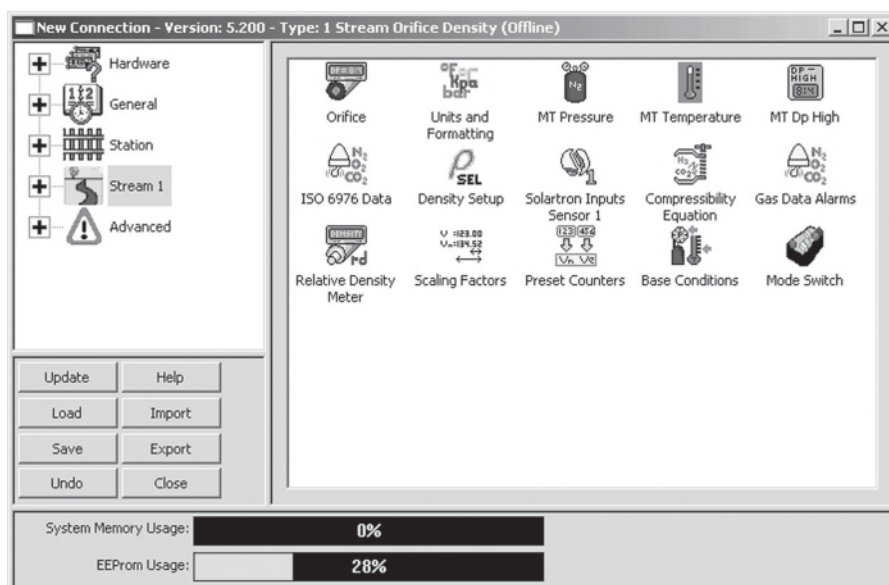 New Connection - Version: 5.200 - Type: 1 Stream Orifice Density (Offline)
Hardware
General
Station
Stream 1
Advanced
Orifice
Units and
Formatting
MT Pressure
MT Temperature
MT Dp High
ISO 6976 Data
Density Setup
Solartron Inputs
Sensor 1
Compressibility
Equation
Gas Data Alarms
Relative Density
Meter
Scaling Factors
Preset Counters
Base Conditions
Mode Switch
Update
Help
Load
Import
Save
Export
Undo
Close
System Memory Usage:
0%
EEProm Usage:
28%